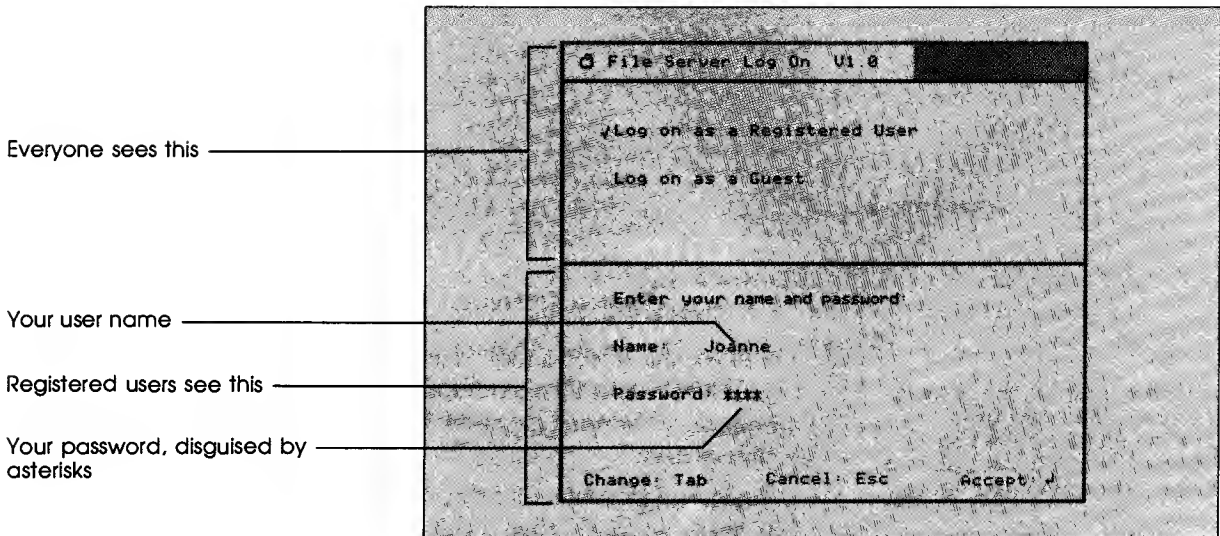 File Server Log On V1.0
Everyone sees this
√Log on as a Registered User
Log on as a Guest
Enter your name and password:
Your user name
Name: Joanne
Registered users see this
Password: ****
Your password, disguised by
asterisks
Change: Tab Cancel: Esc Accept: ↲